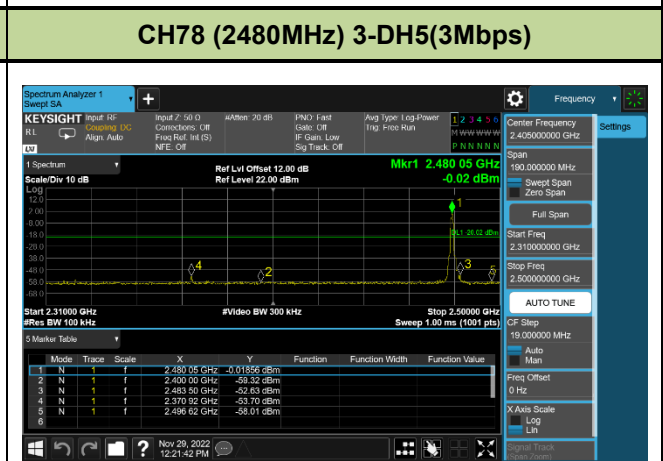 CH78 (2480MHz) 3-DH5(3Mbps)
Spectrum Analyzer 1
Swept SA
+
Frequency
KEYSIGHT Input: RF Input Z: 50 Ω #Atten: 20 dB PNO: Fast Avg Type: Log-Power 1 2 3 4 5 6
RL Coupling: DC Corrections: Off Gate: Off Trig: Free Run M W W W W W
Align: Auto Freq Ref: Int (S) IF Gain: Low
NFE: Off Sig Track: Off P N N N N N
Center Frequency
2.405000000 GHz
Settings
1 Spectrum
Scale/Div 10 dB
Ref Lvl Offset 12.00 dB
Ref Level 22.00 dBm
Mkr1 2.480 05 GHz
-0.02 dBm
Span
190.000000 MHz
Swept Span
Zero Span
Full Span
Log
12.0
2.00
-8.00
-18.0
-28.0
-38.0
-48.0
-58.0
-68.0
1
DL1 -20.02 dBm
4
2
3
5
Start Freq
2.310000000 GHz
Stop Freq
2.500000000 GHz
AUTO TUNE
Start 2.31000 GHz #Video BW 300 kHz Stop 2.50000 GHz
#Res BW 100 kHz Sweep 1.00 ms (1001 pts)
CF Step
19.000000 MHz
Auto
Man
Freq Offset
0 Hz
X Axis Scale
Log
Lin
Signal Track
(Span Zoom)
5 Marker Table
Mode Trace Scale X Y Function Function Width Function Value
1 N 1 f 2.480 05 GHz -0.01856 dBm
2 N 1 f 2.400 00 GHz -59.32 dBm
3 N 1 f 2.483 50 GHz -52.63 dBm
4 N 1 f 2.370 92 GHz -53.70 dBm
5 N 1 f 2.496 62 GHz -58.01 dBm
6
?
Nov 29, 2022
12:21:42 PM